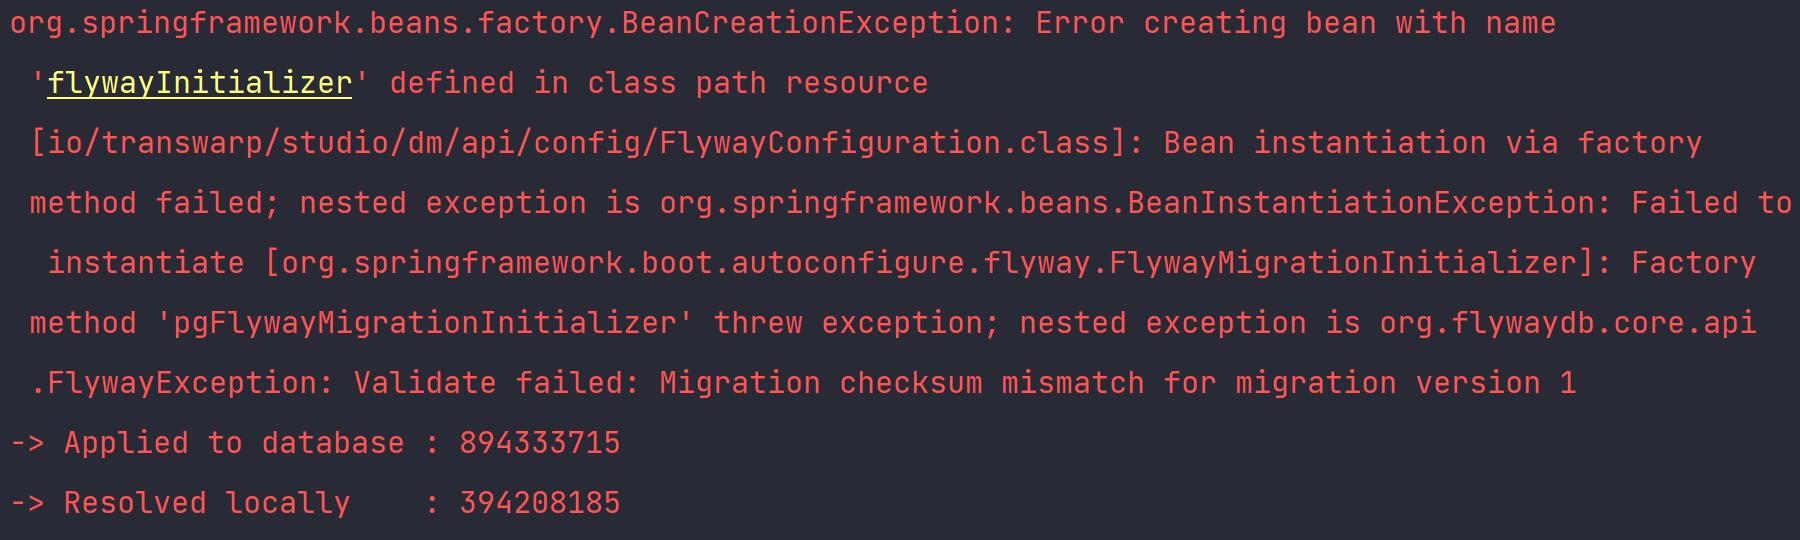 org.springframework.beans.factory.BeanCreationException: Error creating bean with name
'flywayInitializer' defined in class path resource
[io/transwarp/studio/dm/api/config/FlywayConfiguration.class]: Bean instantiation via factory
method failed; nested exception is org.springframework.beans.BeanInstantiationException: Failed to
instantiate [org.springframework.boot.autoconfigure.flyway.FlywayMigrationInitializer]: Factory
method 'pgFlywayMigrationInitializer' threw exception; nested exception is org.flywaydb.core.api
.FlywayException: Validate failed: Migration checksum mismatch for migration version 1
-> Applied to database : 894333715
-> Resolved locally    : 394208185